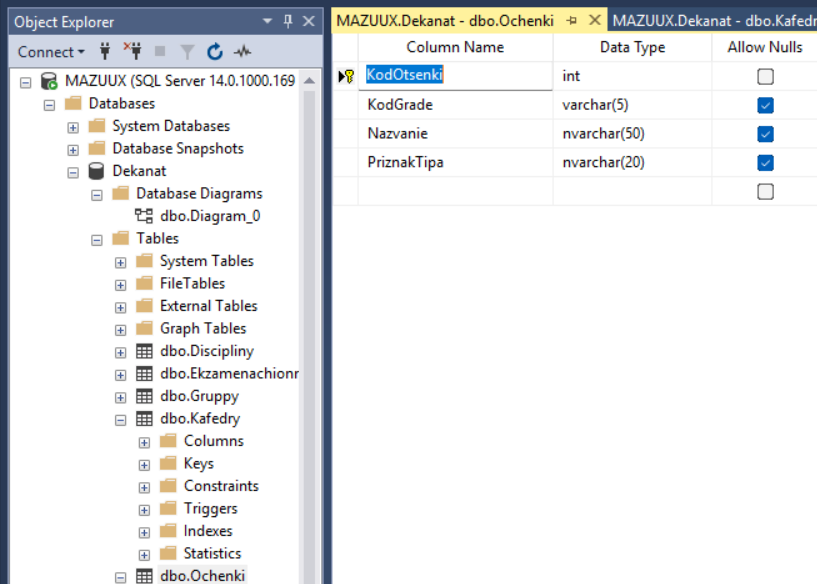 Object Explorer
Connect
MAZUUX (SQL Server 14.0.1000.169
Databases
System Databases
Database Snapshots
Dekanat
Database Diagrams
dbo.Diagram_0
Tables
System Tables
FileTables
External Tables
Graph Tables
dbo.Discipliny
dbo.Ekzamenachionn
dbo.Gruppy
dbo.Kafedry
Columns
Keys
Constraints
Triggers
Indexes
Statistics
dbo.Ochenki
MAZUUX.Dekanat - dbo.Ochenki MAZUUX.Dekanat - dbo.Kafedr
Column Name Data Type Allow Nulls
KodOtsenki int
KodGrade varchar(5)
Nazvanie nvarchar(50)
PriznakTipa nvarchar(20)